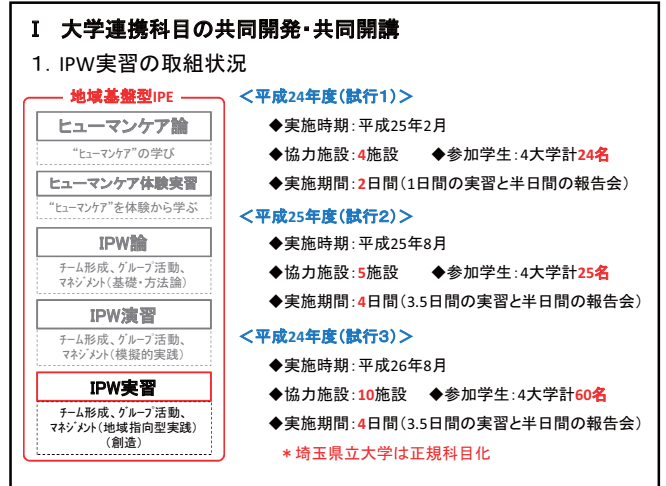 Ⅰ 大学連携科目の共同開発・共同開講
1. IPW実習の取組状況
地域基盤型IPE
ヒューマンケア論
“ヒューマンケア”の学び
ヒューマンケア体験実習
“ヒューマンケア”を体験から学ぶ
IPW論
チーム形成、グループ活動、
マネジメント(基礎・方法論)
IPW演習
チーム形成、グループ活動、
マネジメント(模擬的実践)
IPW実習
チーム形成、グループ活動、
マネジメント(地域指向型実践)
(創造)
<平成24年度(試行1)>
◆実施時期:平成25年2月
◆協力施設:4施設 ◆参加学生:4大学計24名
◆実施期間:2日間(1日間の実習と半日間の報告会)
<平成25年度(試行2)>
◆実施時期:平成25年8月
◆協力施設:5施設 ◆参加学生:4大学計25名
◆実施期間:4日間(3.5日間の実習と半日間の報告会)
<平成24年度(試行3)>
◆実施時期:平成26年8月
◆協力施設:10施設 ◆参加学生:4大学計60名
◆実施期間:4日間(3.5日間の実習と半日間の報告会)
*埼玉県立大学は正規科目化